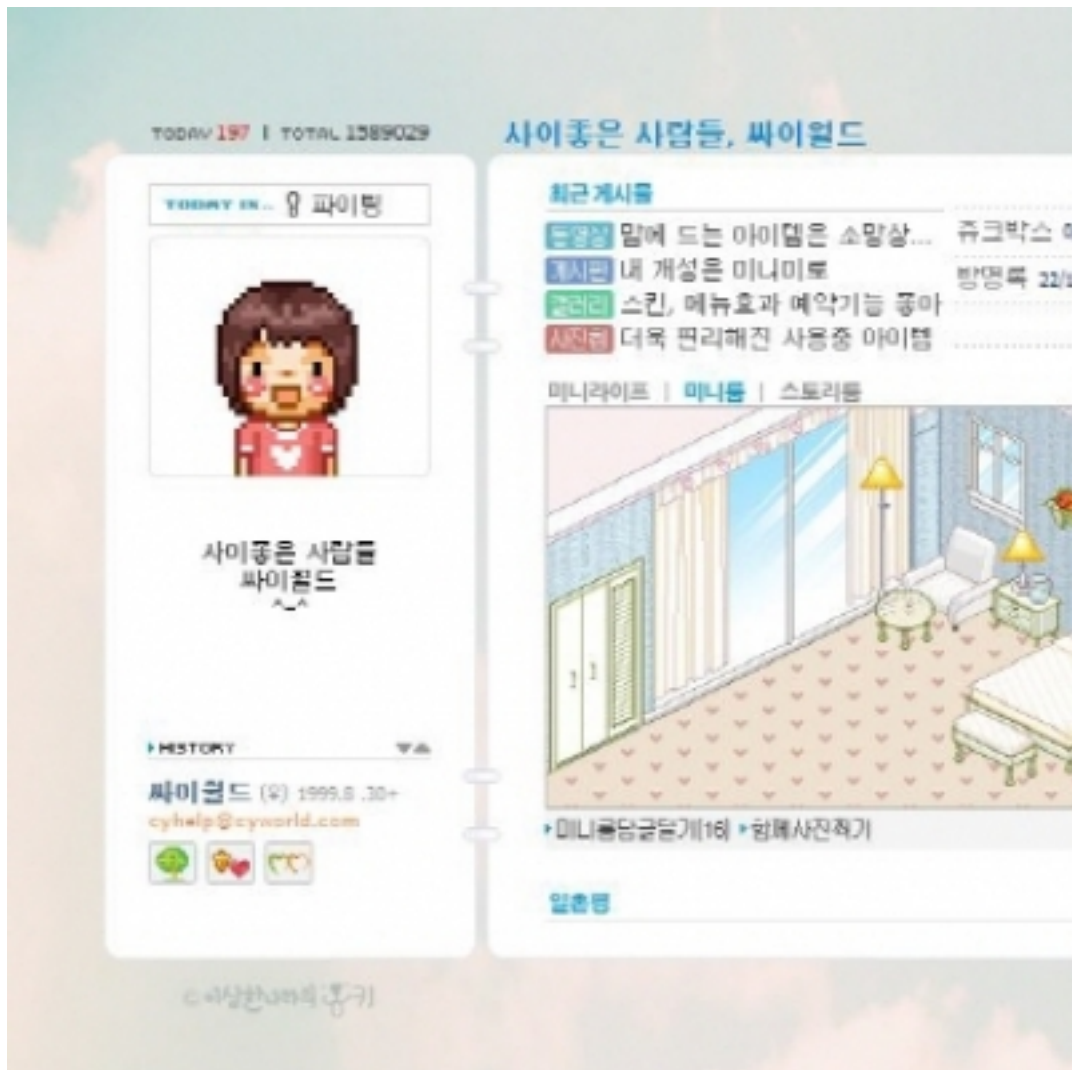 TODAY 197 | TOTAL 1589029
TODAY IS.. 파이팅
사이좋은 사람들
싸이월드
^_^
HISTORY
싸이월드 (우) 1999.8 .30+
cyhelp@cyworld.com
사이좋은 사람들, 싸이월드
최근 게시물
동영상 맘에 드는 아이템은 소망상...
게시판 내 개성은 미니미로
갤러리 스킨, 메뉴효과 예약기능 좋아
사진첩 더욱 편리해진 사용중 아이템
쥬크박스
방명록 22/
미니라이프 | 미니룸 | 스토리룸
미니룸답글달기[16] 함께사진찍기
일촌평